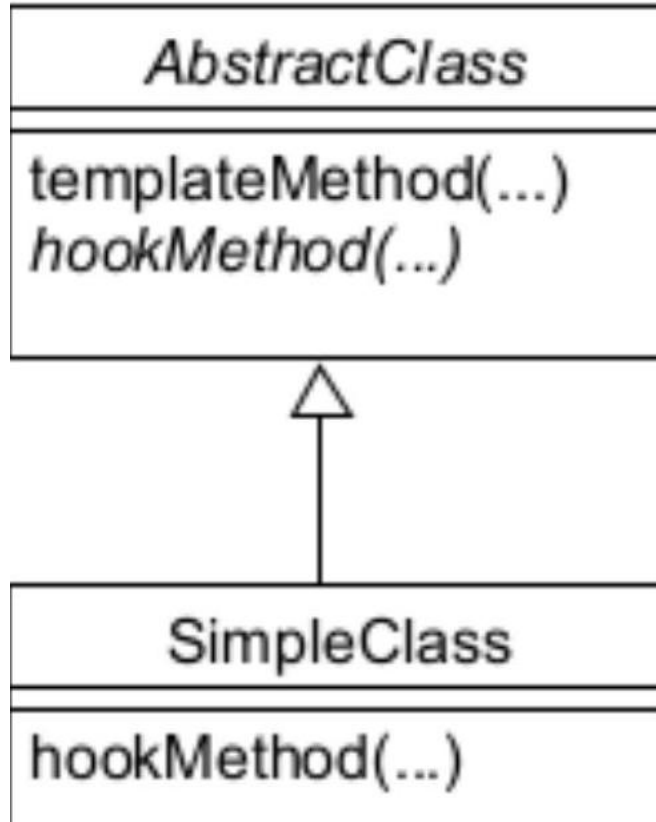 AbstractClass
templateMethod(...)
hookMethod(...)
SimpleClass
hookMethod(...)